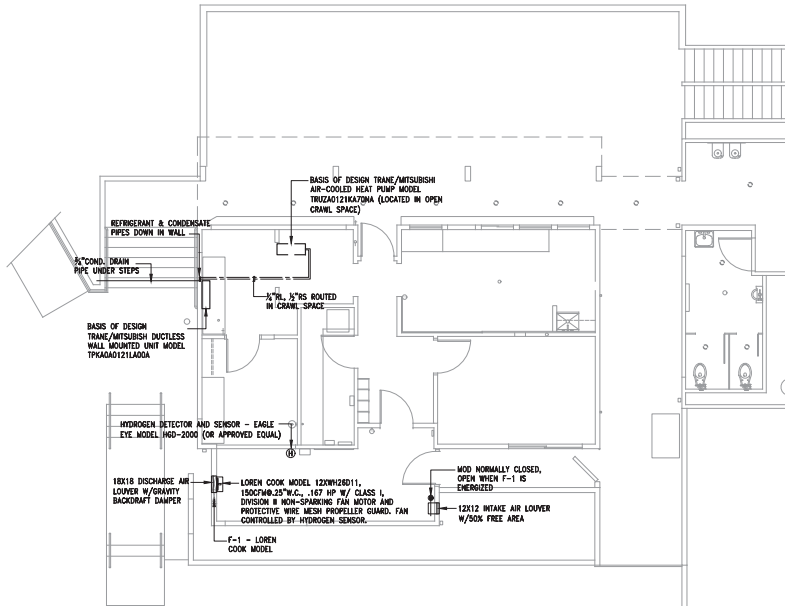 BASIS OF DESIGN TRANE/MITSUBISHI
AIR-COOLED HEAT PUMP MODEL
TRUZA0121KA70NA (LOCATED IN OPEN
CRAWL SPACE)
REFRIGERANT & CONDENSATE
PIPES DOWN IN WALL
¾"COND. DRAIN
PIPE UNDER STEPS
¼"RL, ½"RS ROUTED
IN CRAWL SPACE
BASIS OF DESIGN
TRANE/MITSUBISH DUCTLESS
WALL MOUNTED UNIT MODEL
TPKA0A0121LA00A
HYDROGEN DETECTOR AND SENSOR - EAGLE
EYE MODEL HGD-2000 (OR APPROVED EQUAL)
H
18X18 DISCHARGE AIR
LOUVER W/GRAVITY
BACKDRAFT DAMPER
LOREN COOK MODEL 12XWH26D11,
150CFM@.25"W.C., .167 HP W/ CLASS I,
DIVISION II NON-SPARKING FAN MOTOR AND
PROTECTIVE WIRE MESH PROPELLER GUARD. FAN
CONTROLLED BY HYDROGEN SENSOR.
F-1 - LOREN
COOK MODEL
MOD NORMALLY CLOSED,
OPEN WHEN F-1 IS
ENERGIZED
12X12 INTAKE AIR LOUVER
W/50% FREE AREA